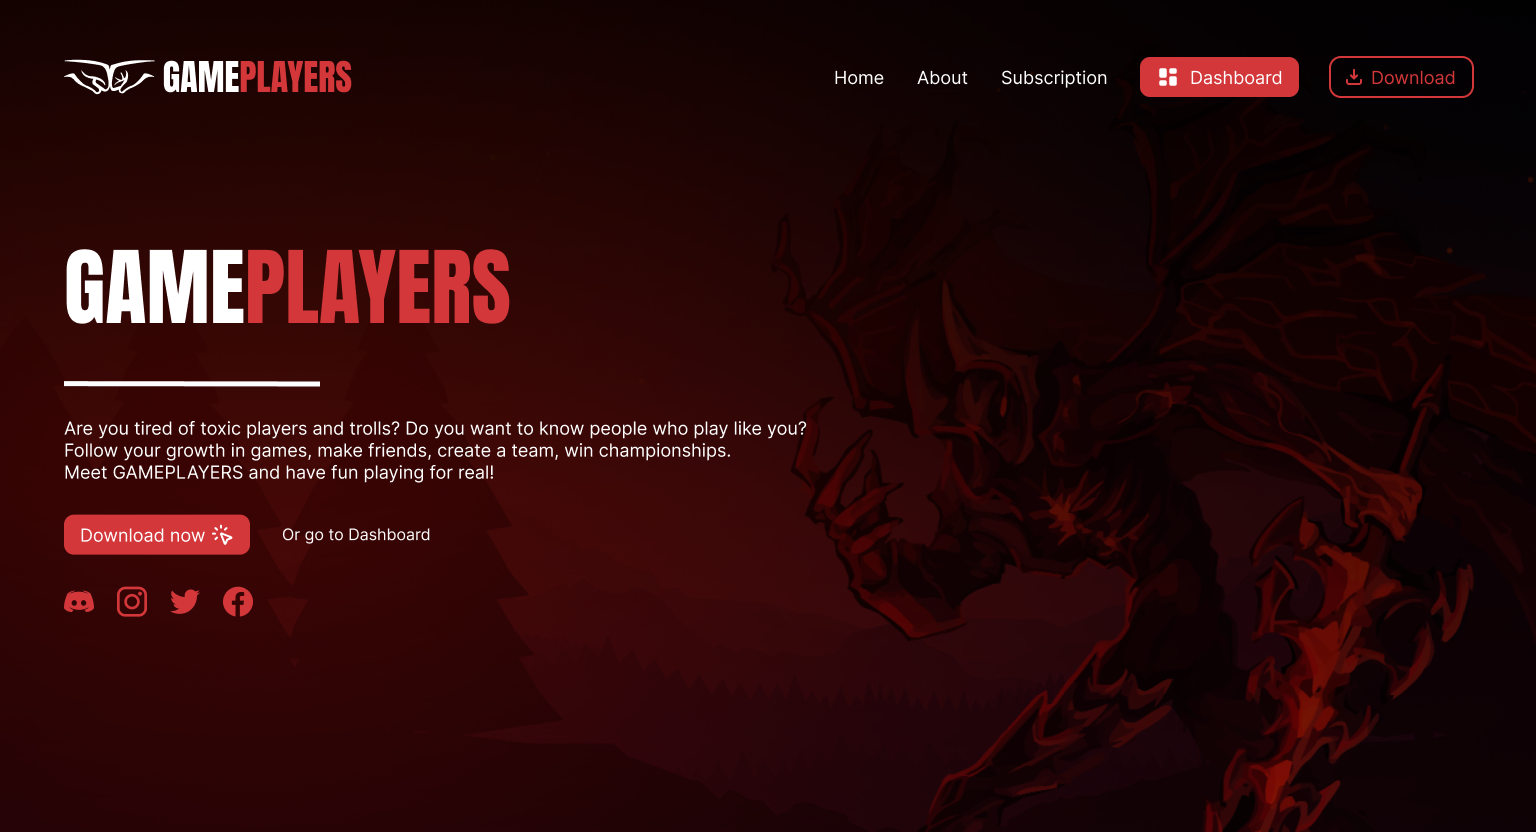 GAMEPLAYERS
Home About Subscription Dashboard Download
GAMEPLAYERS
Are you tired of toxic players and trolls? Do you want to know people who play like you?
Follow your growth in games, make friends, create a team, win championships.
Meet GAMEPLAYERS and have fun playing for real!
Download now Or go to Dashboard